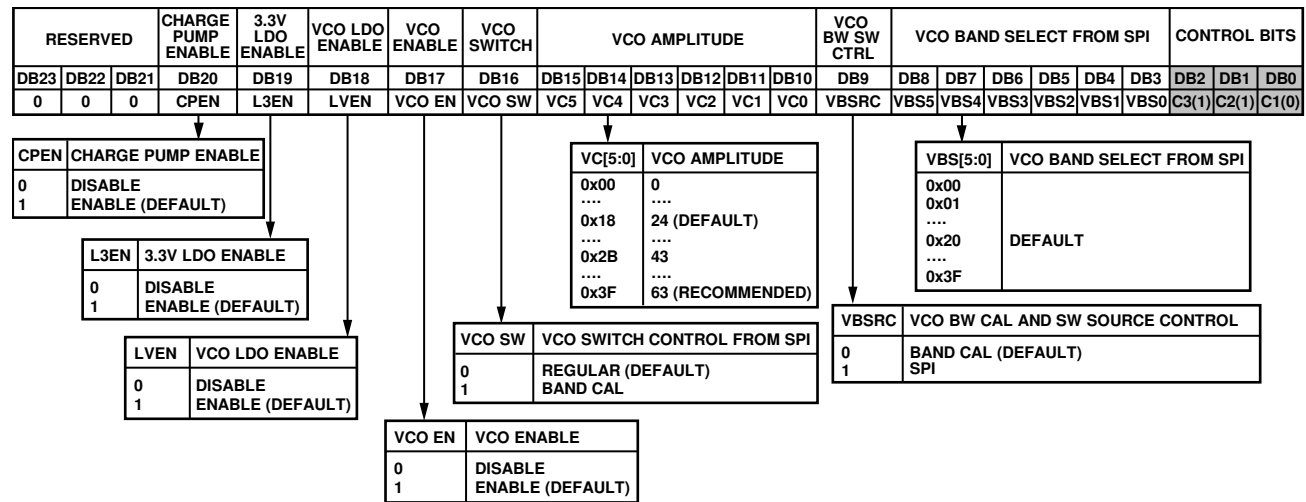 RESERVED
CHARGE PUMP ENABLE
3.3V LDO ENABLE
VCO LDO ENABLE
VCO ENABLE
VCO SWITCH
VCO AMPLITUDE
VCO BW SW CTRL
VCO BAND SELECT FROM SPI
CONTROL BITS
DB23 DB22 DB21 DB20 DB19 DB18 DB17 DB16 DB15 DB14 DB13 DB12 DB11 DB10 DB9 DB8 DB7 DB6 DB5 DB4 DB3 DB2 DB1 DB0
0 0 0 CPEN L3EN LVEN VCO EN VCO SW VC5 VC4 VC3 VC2 VC1 VC0 VBSRC VBS5 VBS4 VBS3 VBS2 VBS1 VBS0 C3(1) C2(1) C1(0)
CPEN CHARGE PUMP ENABLE
0 DISABLE
1 ENABLE (DEFAULT)
L3EN 3.3V LDO ENABLE
0 DISABLE
1 ENABLE (DEFAULT)
LVEN VCO LDO ENABLE
0 DISABLE
1 ENABLE (DEFAULT)
VCO EN VCO ENABLE
0 DISABLE
1 ENABLE (DEFAULT)
VCO SW VCO SWITCH CONTROL FROM SPI
0 REGULAR (DEFAULT)
1 BAND CAL
VC[5:0] VCO AMPLITUDE
0x00 0
.... ....
0x18 24 (DEFAULT)
.... ....
0x2B 43
.... ....
0x3F 63 (RECOMMENDED)
VBSRC VCO BW CAL AND SW SOURCE CONTROL
0 BAND CAL (DEFAULT)
1 SPI
VBS[5:0] VCO BAND SELECT FROM SPI
0x00
0x01
....
0x20 DEFAULT
....
0x3F